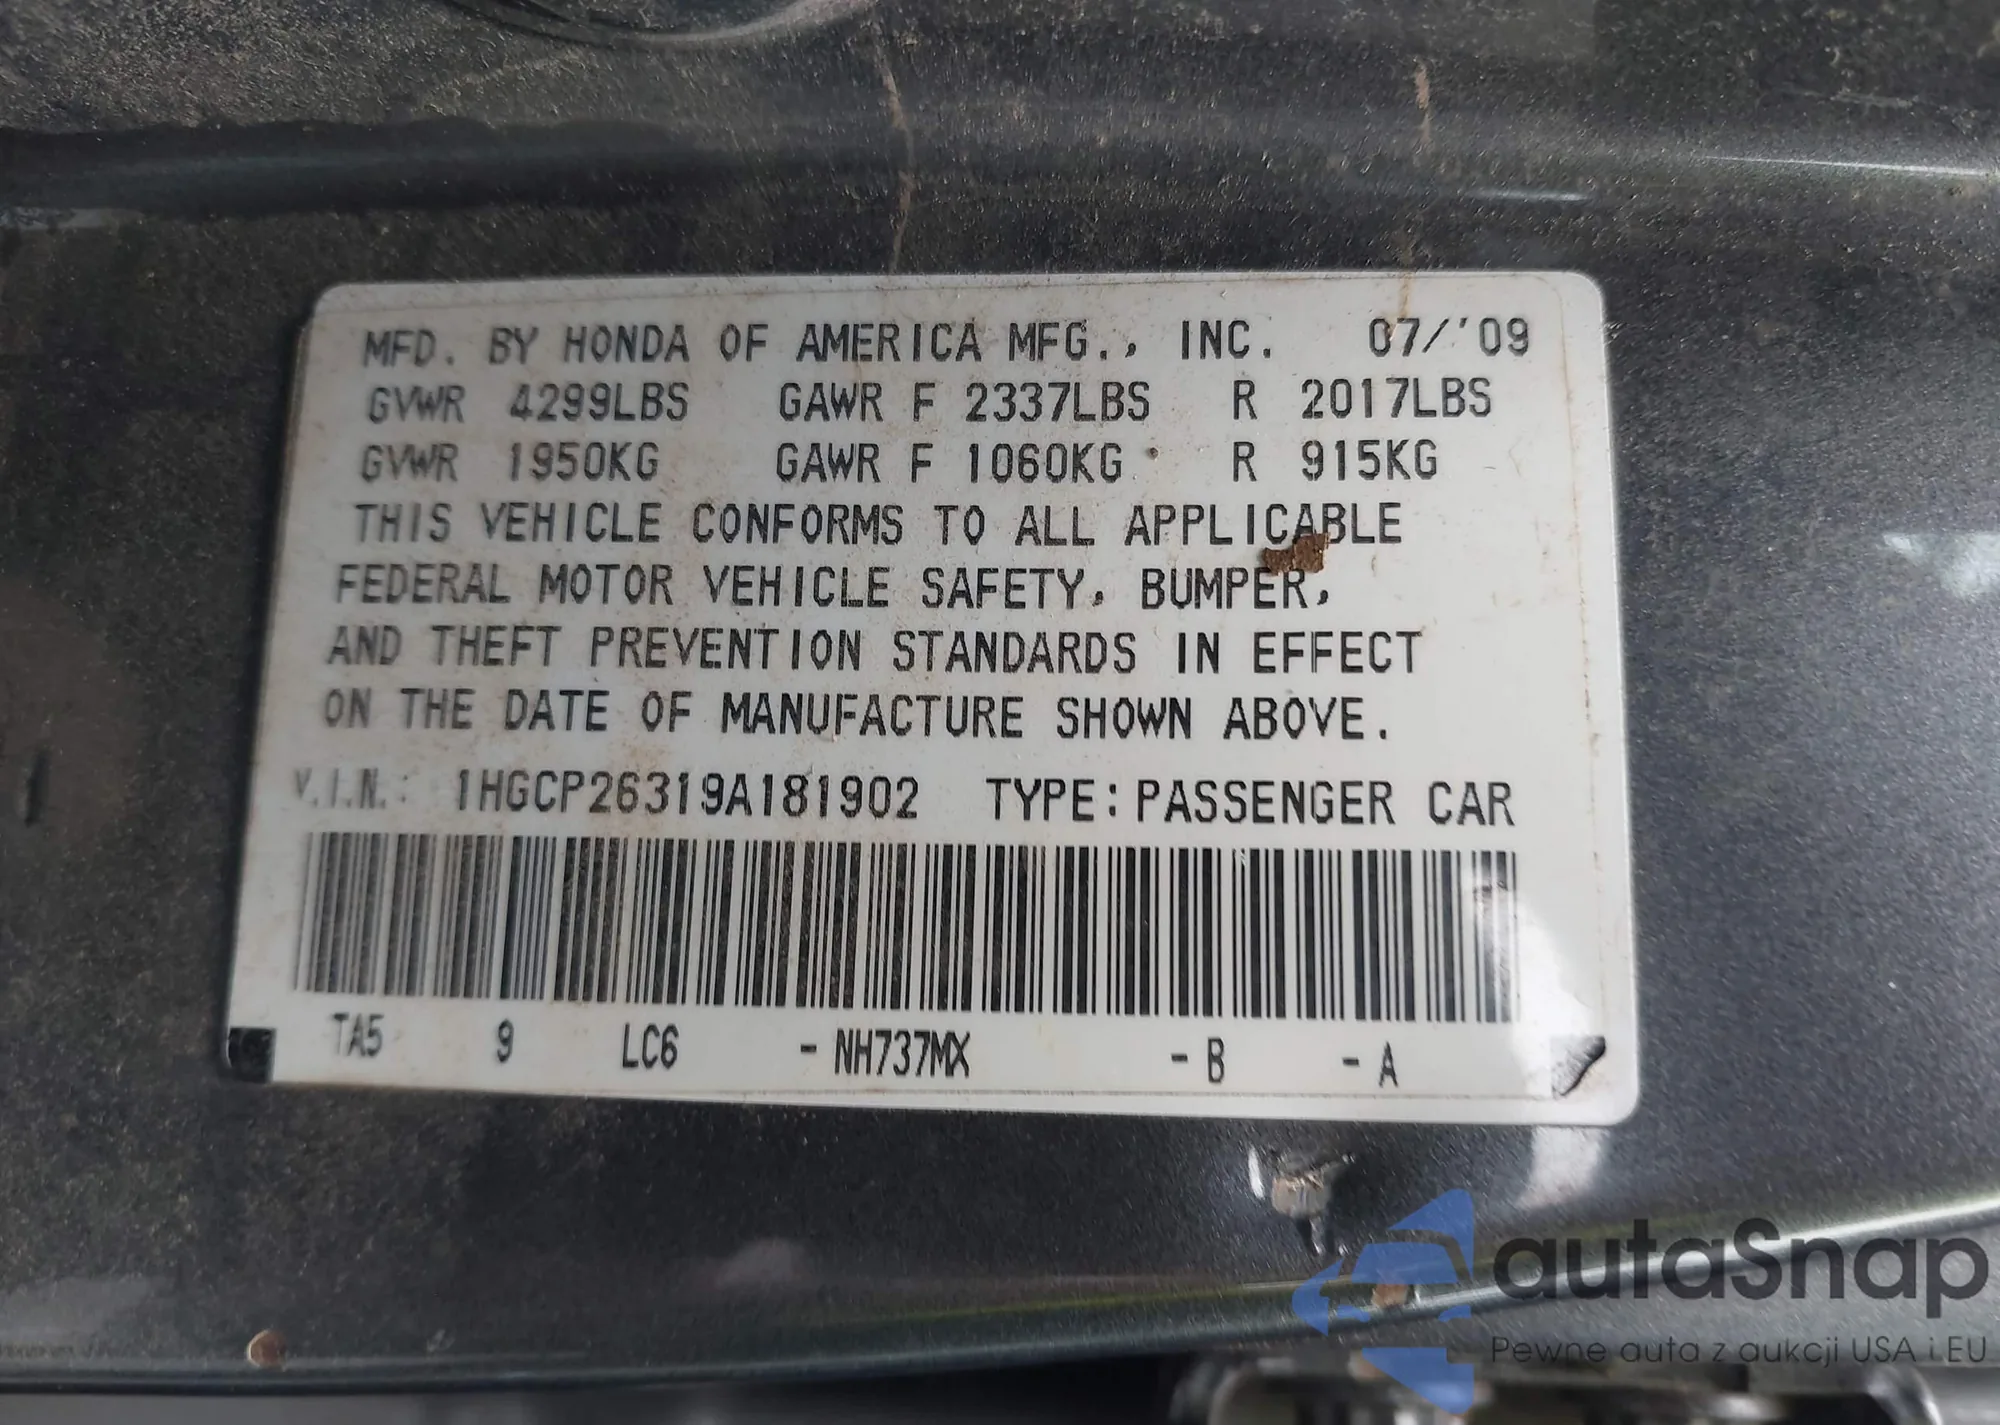 MFD. BY HONDA OF AMERICA MFG., INC. 07/'09
GVWR 4299LBS GAWR F 2337LBS R 2017LBS
GVWR 1950KG GAWR F 1060KG R 915KG
THIS VEHICLE CONFORMS TO ALL APPLICABLE
FEDERAL MOTOR VEHICLE SAFETY, BUMPER,
AND THEFT PREVENTION STANDARDS IN EFFECT
ON THE DATE OF MANUFACTURE SHOWN ABOVE.
V.I.N.: 1HGCP26319A181902 TYPE: PASSENGER CAR
TA5 9 LC6 -NH737MX -B -A
autaSnap
Pewne auta z aukcji USA i EU